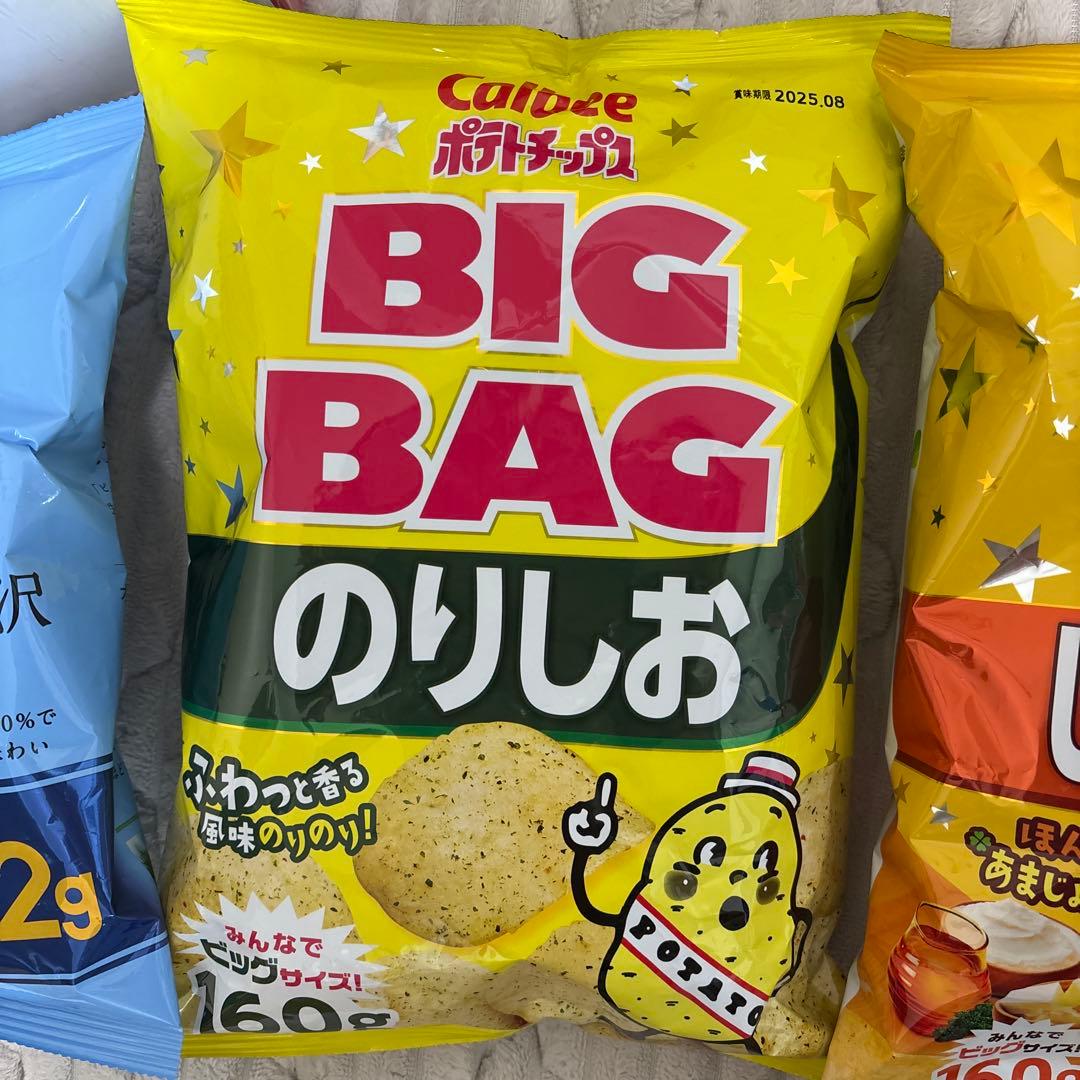 Calbee
ポテトチップス
賞味期限 2025.08
BIG
BAG
のりしお
ふわっと香る
風味のりのり!
みんなで
ビッグサイズ!
160g
POTATO
沢
0%で
わい
2g
ほん
あまじょ
みんなで
ビッグサイズ!
160g